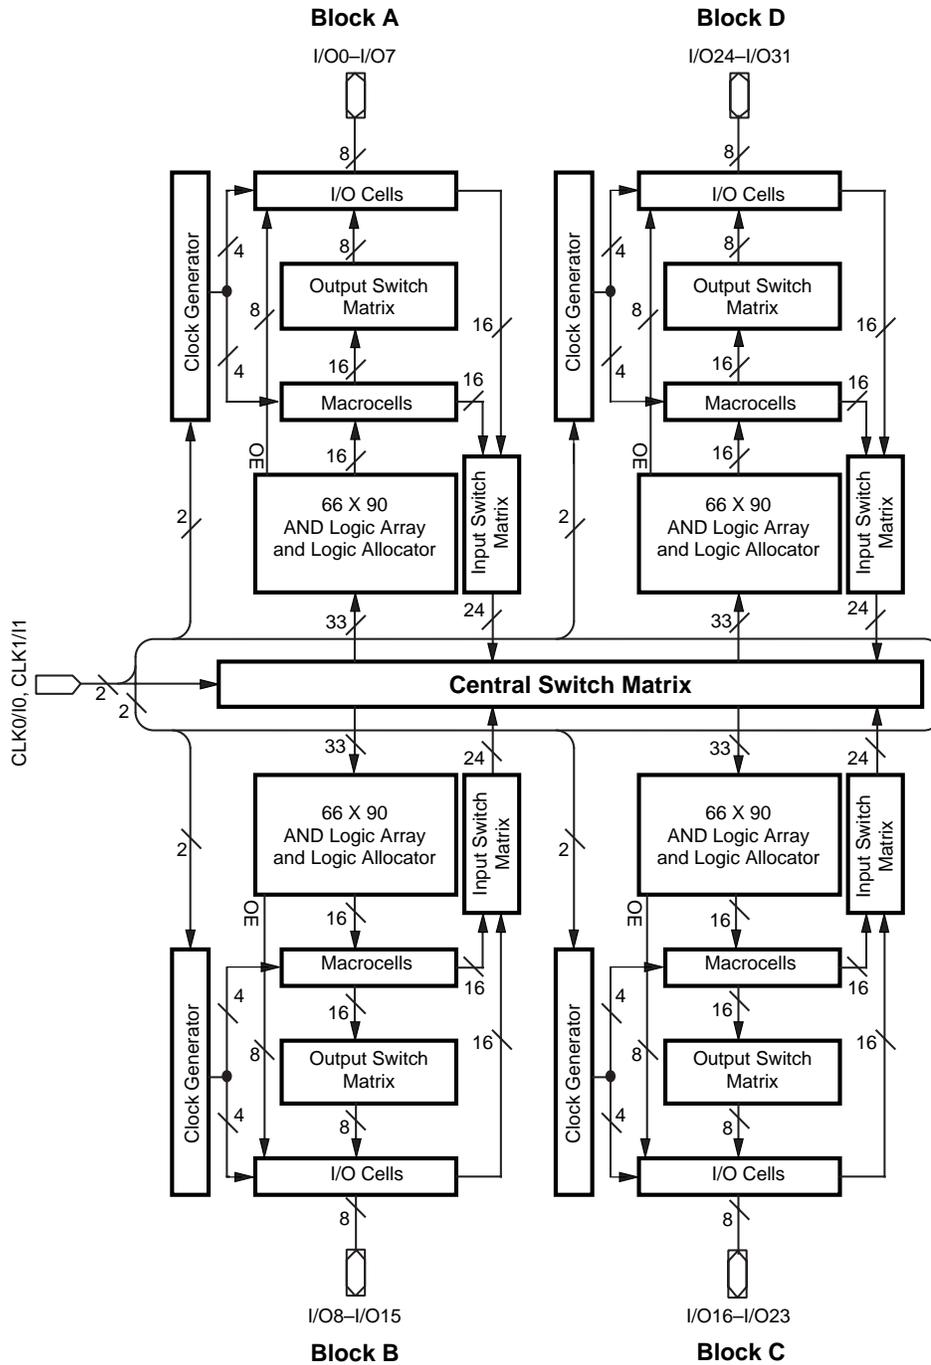 Block A
Block D
I/O0–I/O7
I/O24–I/O31
8
8
I/O Cells
I/O Cells
Clock Generator
Clock Generator
4
8
4
8
Output Switch
Matrix
Output Switch
Matrix
8
16
8
16
4
16
16
4
16
16
Macrocells
Macrocells
OE
16
OE
16
66 X 90
AND Logic Array
and Logic Allocator
Input Switch
Matrix
66 X 90
AND Logic Array
and Logic Allocator
Input Switch
Matrix
2
2
33
24
33
24
CLK0/I0, CLK1/I1
2
2
Central Switch Matrix
33
24
33
24
66 X 90
AND Logic Array
and Logic Allocator
Input Switch
Matrix
66 X 90
AND Logic Array
and Logic Allocator
Input Switch
Matrix
2
2
OE
16
OE
16
Macrocells
Macrocells
16
16
Clock Generator
Clock Generator
4
16
4
16
8
16
8
16
Output Switch
Matrix
Output Switch
Matrix
4
8
4
8
I/O Cells
I/O Cells
8
8
I/O8–I/O15
I/O16–I/O23
Block B
Block C